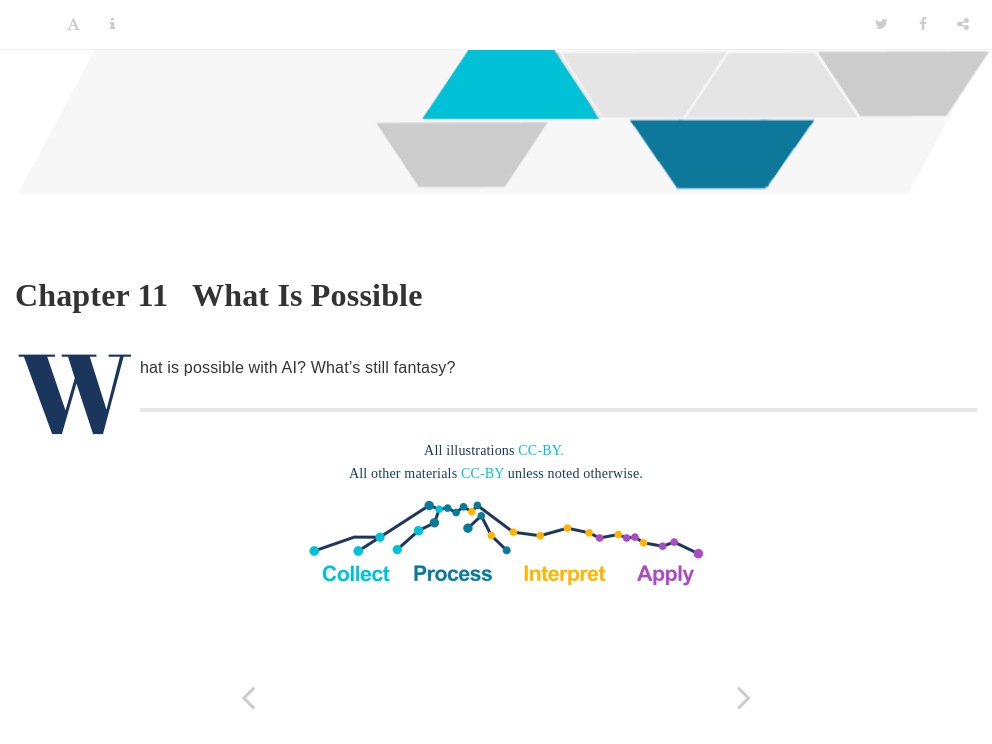 Chapter 11 What Is Possible
What is possible with AI? What’s still fantasy?
All illustrations CC-BY.
All other materials CC-BY unless noted otherwise.
Collect Process Interpret Apply